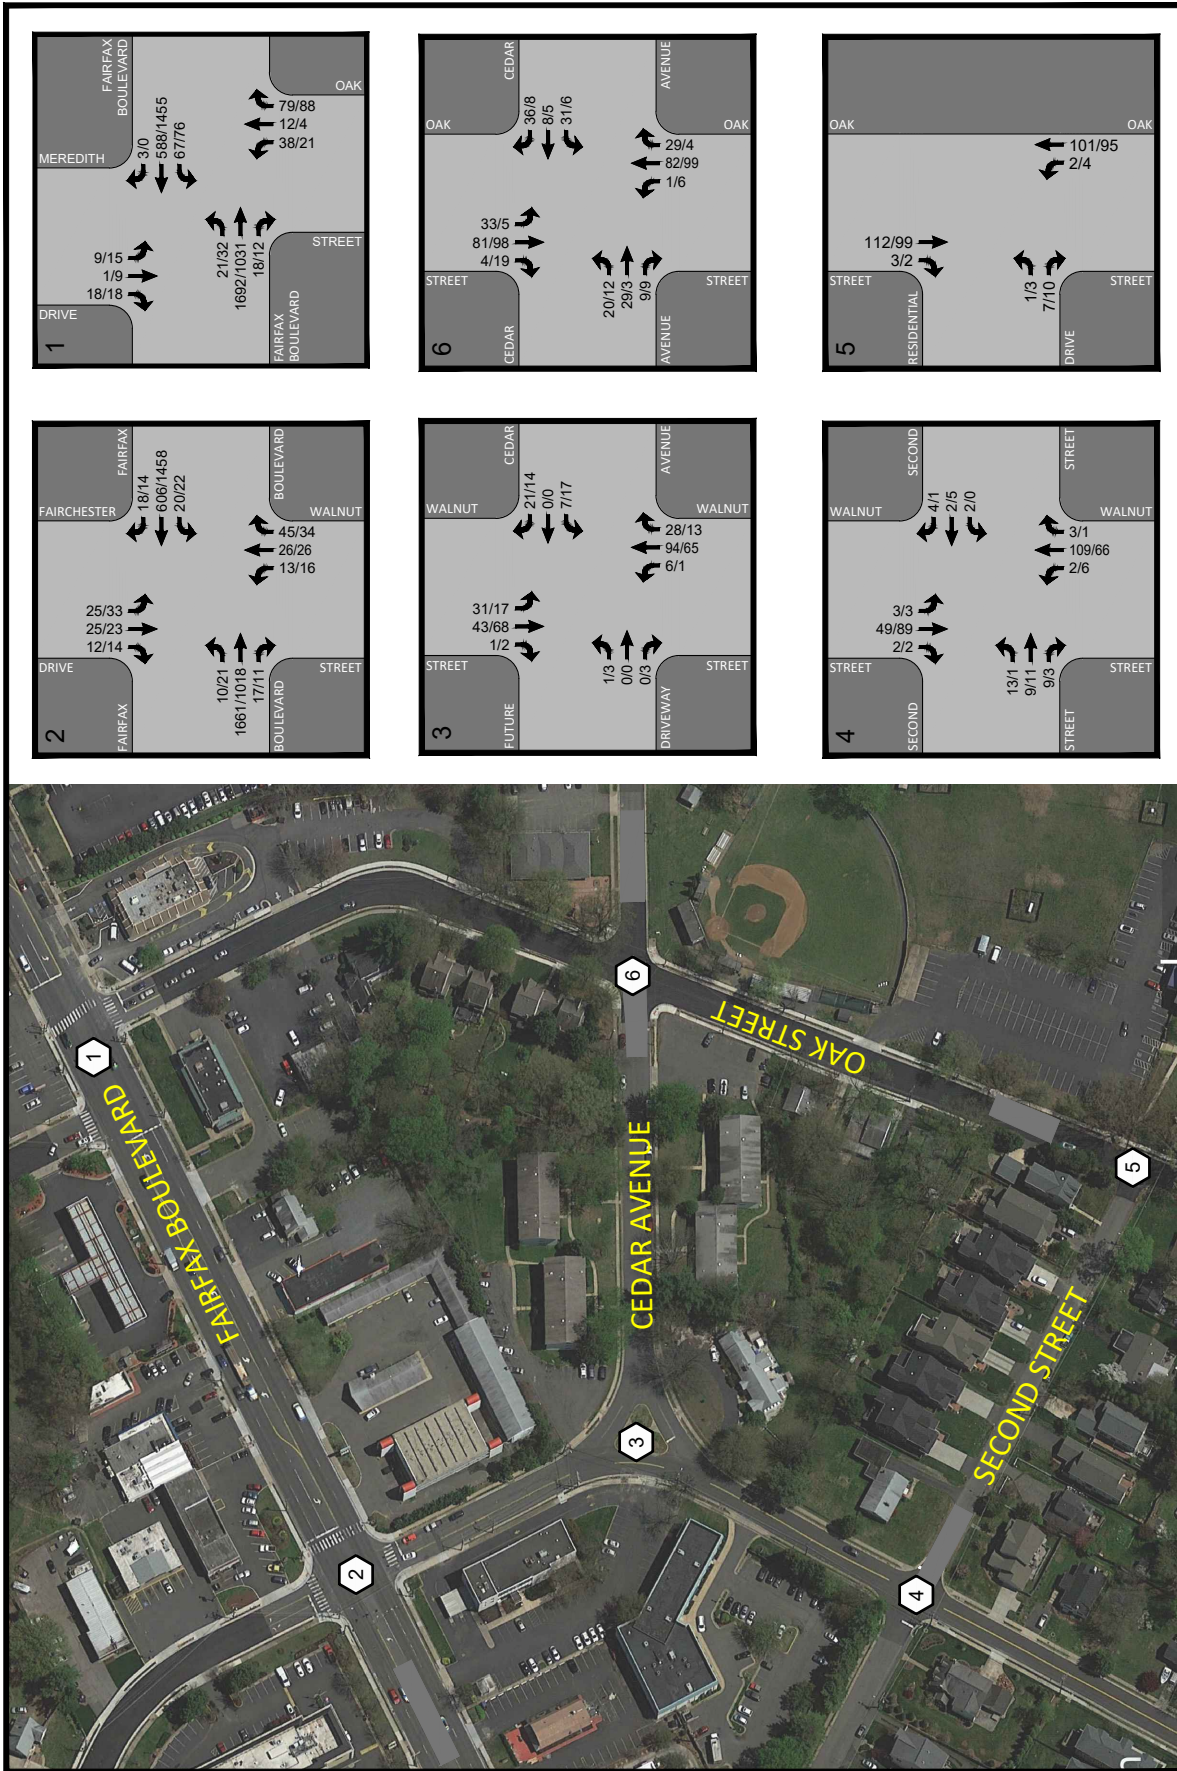 1
MEREDITH
DRIVE
FAIRFAX
BOULEVARD
OAK
STREET
FAIRFAX
BOULEVARD
9/15
1/9
18/18
3/0
588/1455
67/76
79/88
12/4
38/21
21/32
1692/1031
18/12
6
OAK
STREET
CEDAR
AVENUE
OAK
STREET
CEDAR
AVENUE
33/5
81/98
4/19
36/8
8/5
31/6
29/4
82/99
1/6
20/12
29/3
9/9
5
OAK
OAK
RESIDENTIAL
DRIVE
STREET
112/99
3/2
101/95
2/4
1/3
7/10
2
FAIRCHESTER
DRIVE
FAIRFAX
BOULEVARD
WALNUT
STREET
FAIRFAX
BOULEVARD
25/33
25/23
12/14
18/14
606/1458
20/22
45/34
26/26
13/16
10/21
1661/1018
17/11
3
WALNUT
STREET
CEDAR
AVENUE
WALNUT
STREET
FUTURE
DRIVEWAY
31/17
43/68
1/2
21/14
0/0
7/17
28/13
94/65
6/1
1/3
0/0
0/3
4
WALNUT
STREET
SECOND
STREET
WALNUT
STREET
SECOND
STREET
3/3
49/89
2/2
4/1
2/5
2/0
3/1
109/66
2/6
13/1
9/11
9/3
1
FAIRFAX BOULEVARD
6
OAK STREET
CEDAR AVENUE
5
SECOND STREET
3
2
4